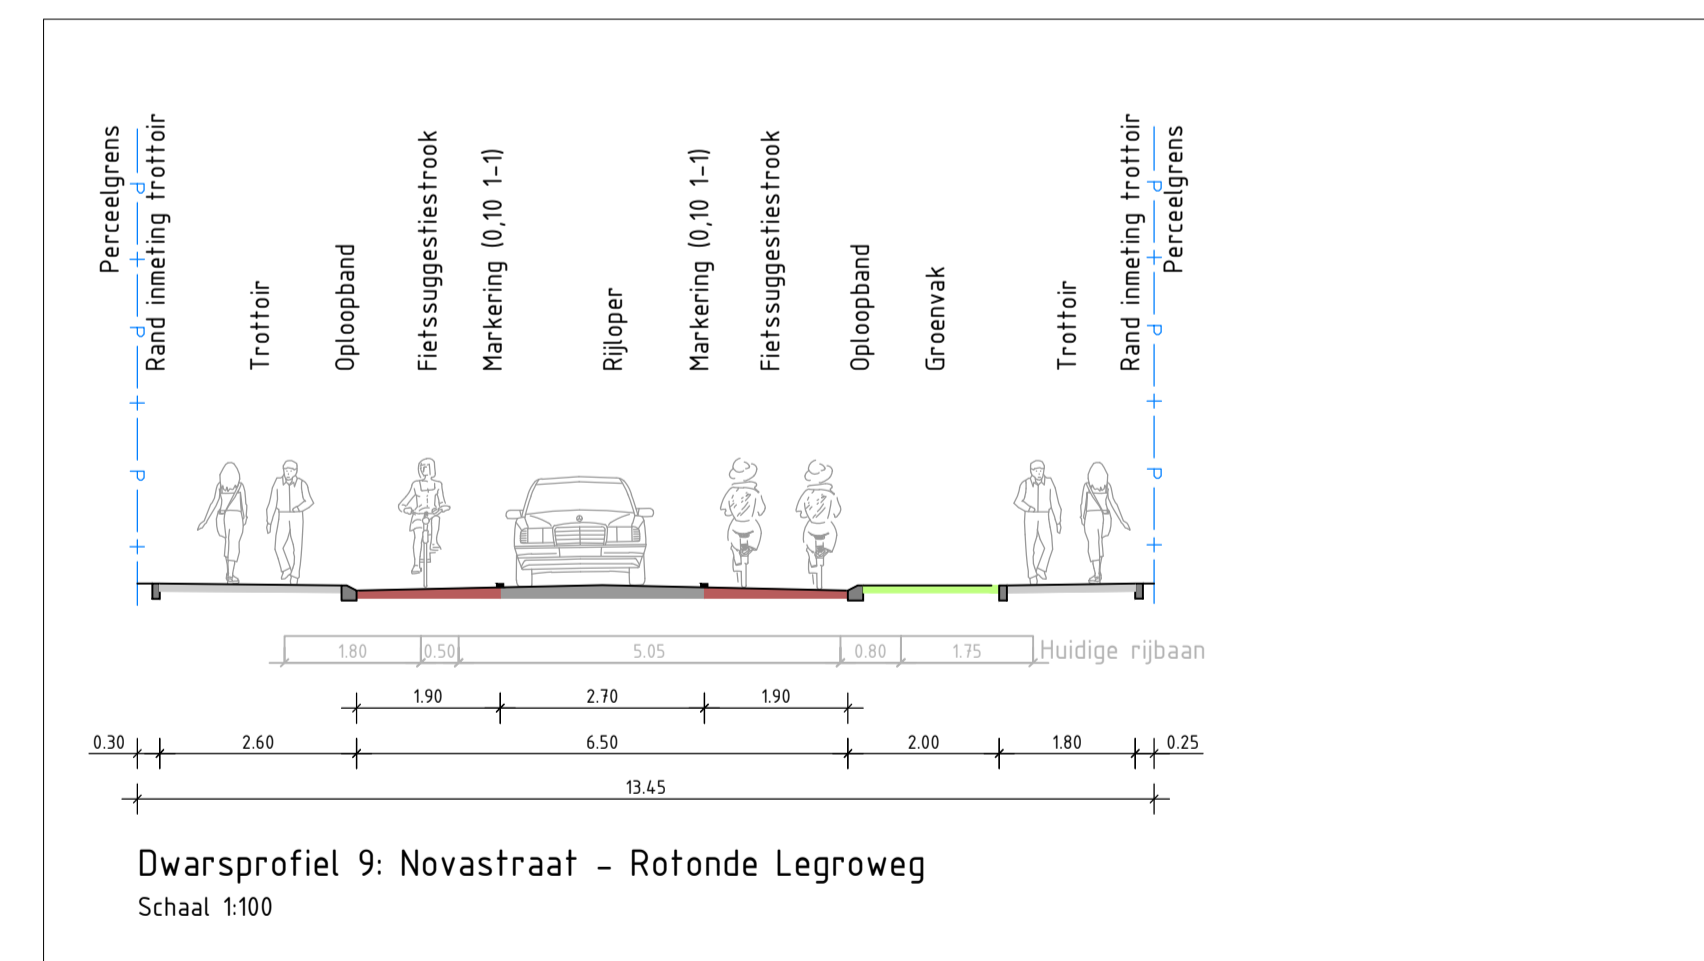 Perceelgrens
Rand inmeting trottoir
Trottoir
Oploopband
Fietssuggestiestrook
Markering (0,10 1-1)
Rijloper
Markering (0,10 1-1)
Fietssuggestiestrook
Oploopband
Groenvak
Trottoir
Rand inmeting trottoir
Perceelgrens
P
P
P
P
P
P
1.80 0.50 5.05 0.80 1.75 Huidige rijbaan
1.90 2.70 1.90
0.30 2.60 6.50 2.00 1.80 0.25
13.45
Dwarsprofiel 9: Novastraat - Rotonde Legroweg
Schaal 1:100